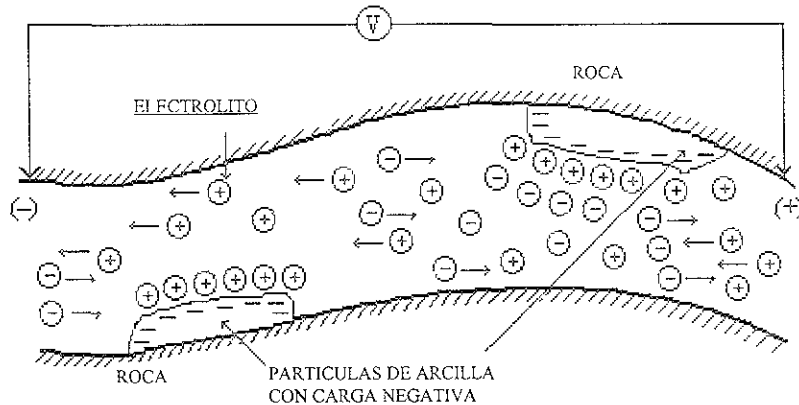 V
ROCA
ELECTROLITO
(-)
(+)
ROCA
PARTICULAS DE ARCILLA
CON CARGA NEGATIVA